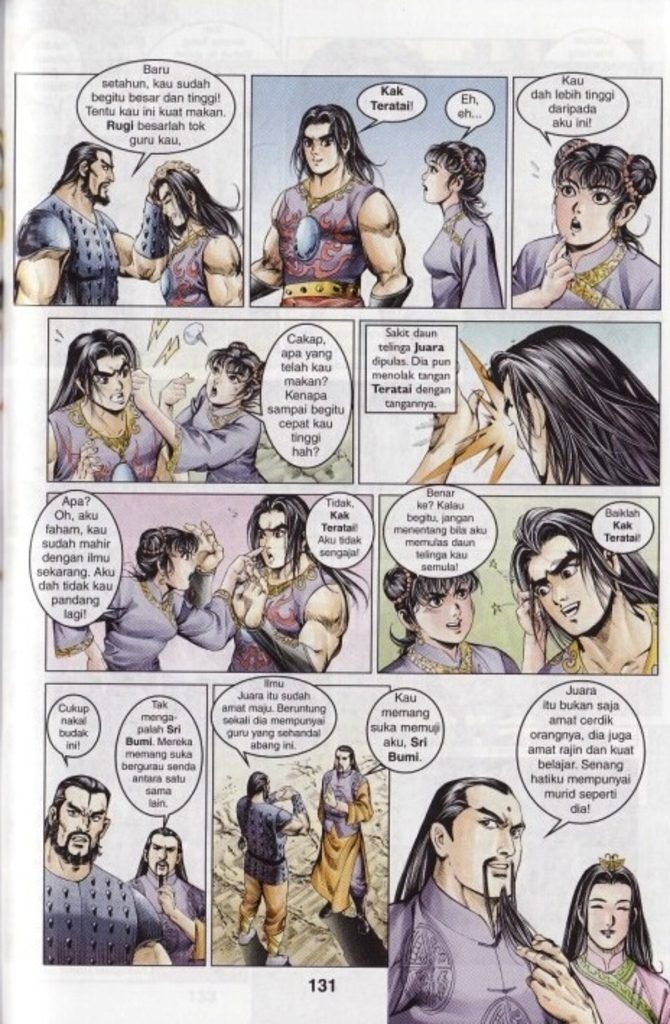 Baru
setahun, kau sudah
begitu besar dan tinggi!
Tentu kau ini kuat makan.
Rugi besarlah tok
guru kau,
Kak
Teratai!
Eh,
eh...
Kau
dah lebih tinggi
daripada
aku ini!
Cakap,
apa yang
telah kau
makan?
Kenapa
sampai begitu
cepat kau
tinggi
hah?
Sakit daun
telinga Juara
dipulas. Dia pun
menolak tangan
Teratai dengan
tangannya.
Apa?
Oh, aku
faham, kau
sudah mahir
dengan ilmu
sekarang. Aku
dah tidak kau
pandang
lagi!
Tidak,
Kak
Teratai!
Aku tidak
sengaja!
Benar
ke? Kalau
begitu, jangan
menentang bila aku
memulas daun
telinga kau
semula!
Baiklah
Kak
Teratai!
Cukup
nakal
budak
ini!
Tak
menga-
palah Sri
Bumi. Mereka
memang suka
bergurau senda
antara satu
sama
lain.
Ilmu
Juara itu sudah
amat maju. Beruntung
sekali dia mempunyai
guru yang sehandal
abang ini.
Kau
memang
suka memuji
aku, Sri
Bumi.
Juara
itu bukan saja
amat cerdik
orangnya, dia juga
amat rajin dan kuat
belajar. Senang
hatiku mempunyai
murid seperti
dia!
131